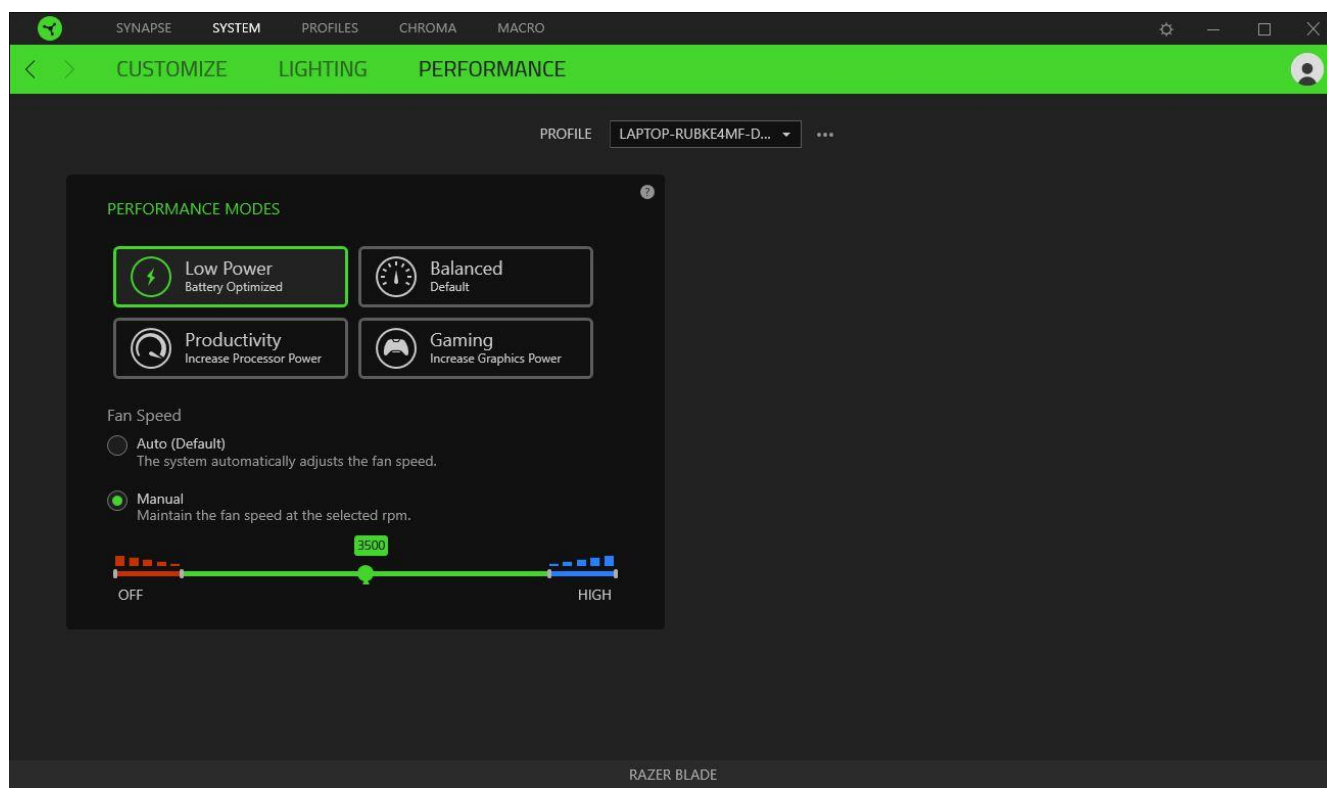 SYNAPSE SYSTEM PROFILES CHROMA MACRO
CUSTOMIZE LIGHTING PERFORMANCE
PROFILE LAPTOP-RUBKE4MF-D... 
?
PERFORMANCE MODES
Low Power
Battery Optimized
Balanced
Default
Productivity
Increase Processor Power
Gaming
Increase Graphics Power
Fan Speed
Auto (Default)
The system automatically adjusts the fan speed.
Manual
Maintain the fan speed at the selected rpm.
3500
OFF HIGH
RAZER BLADE